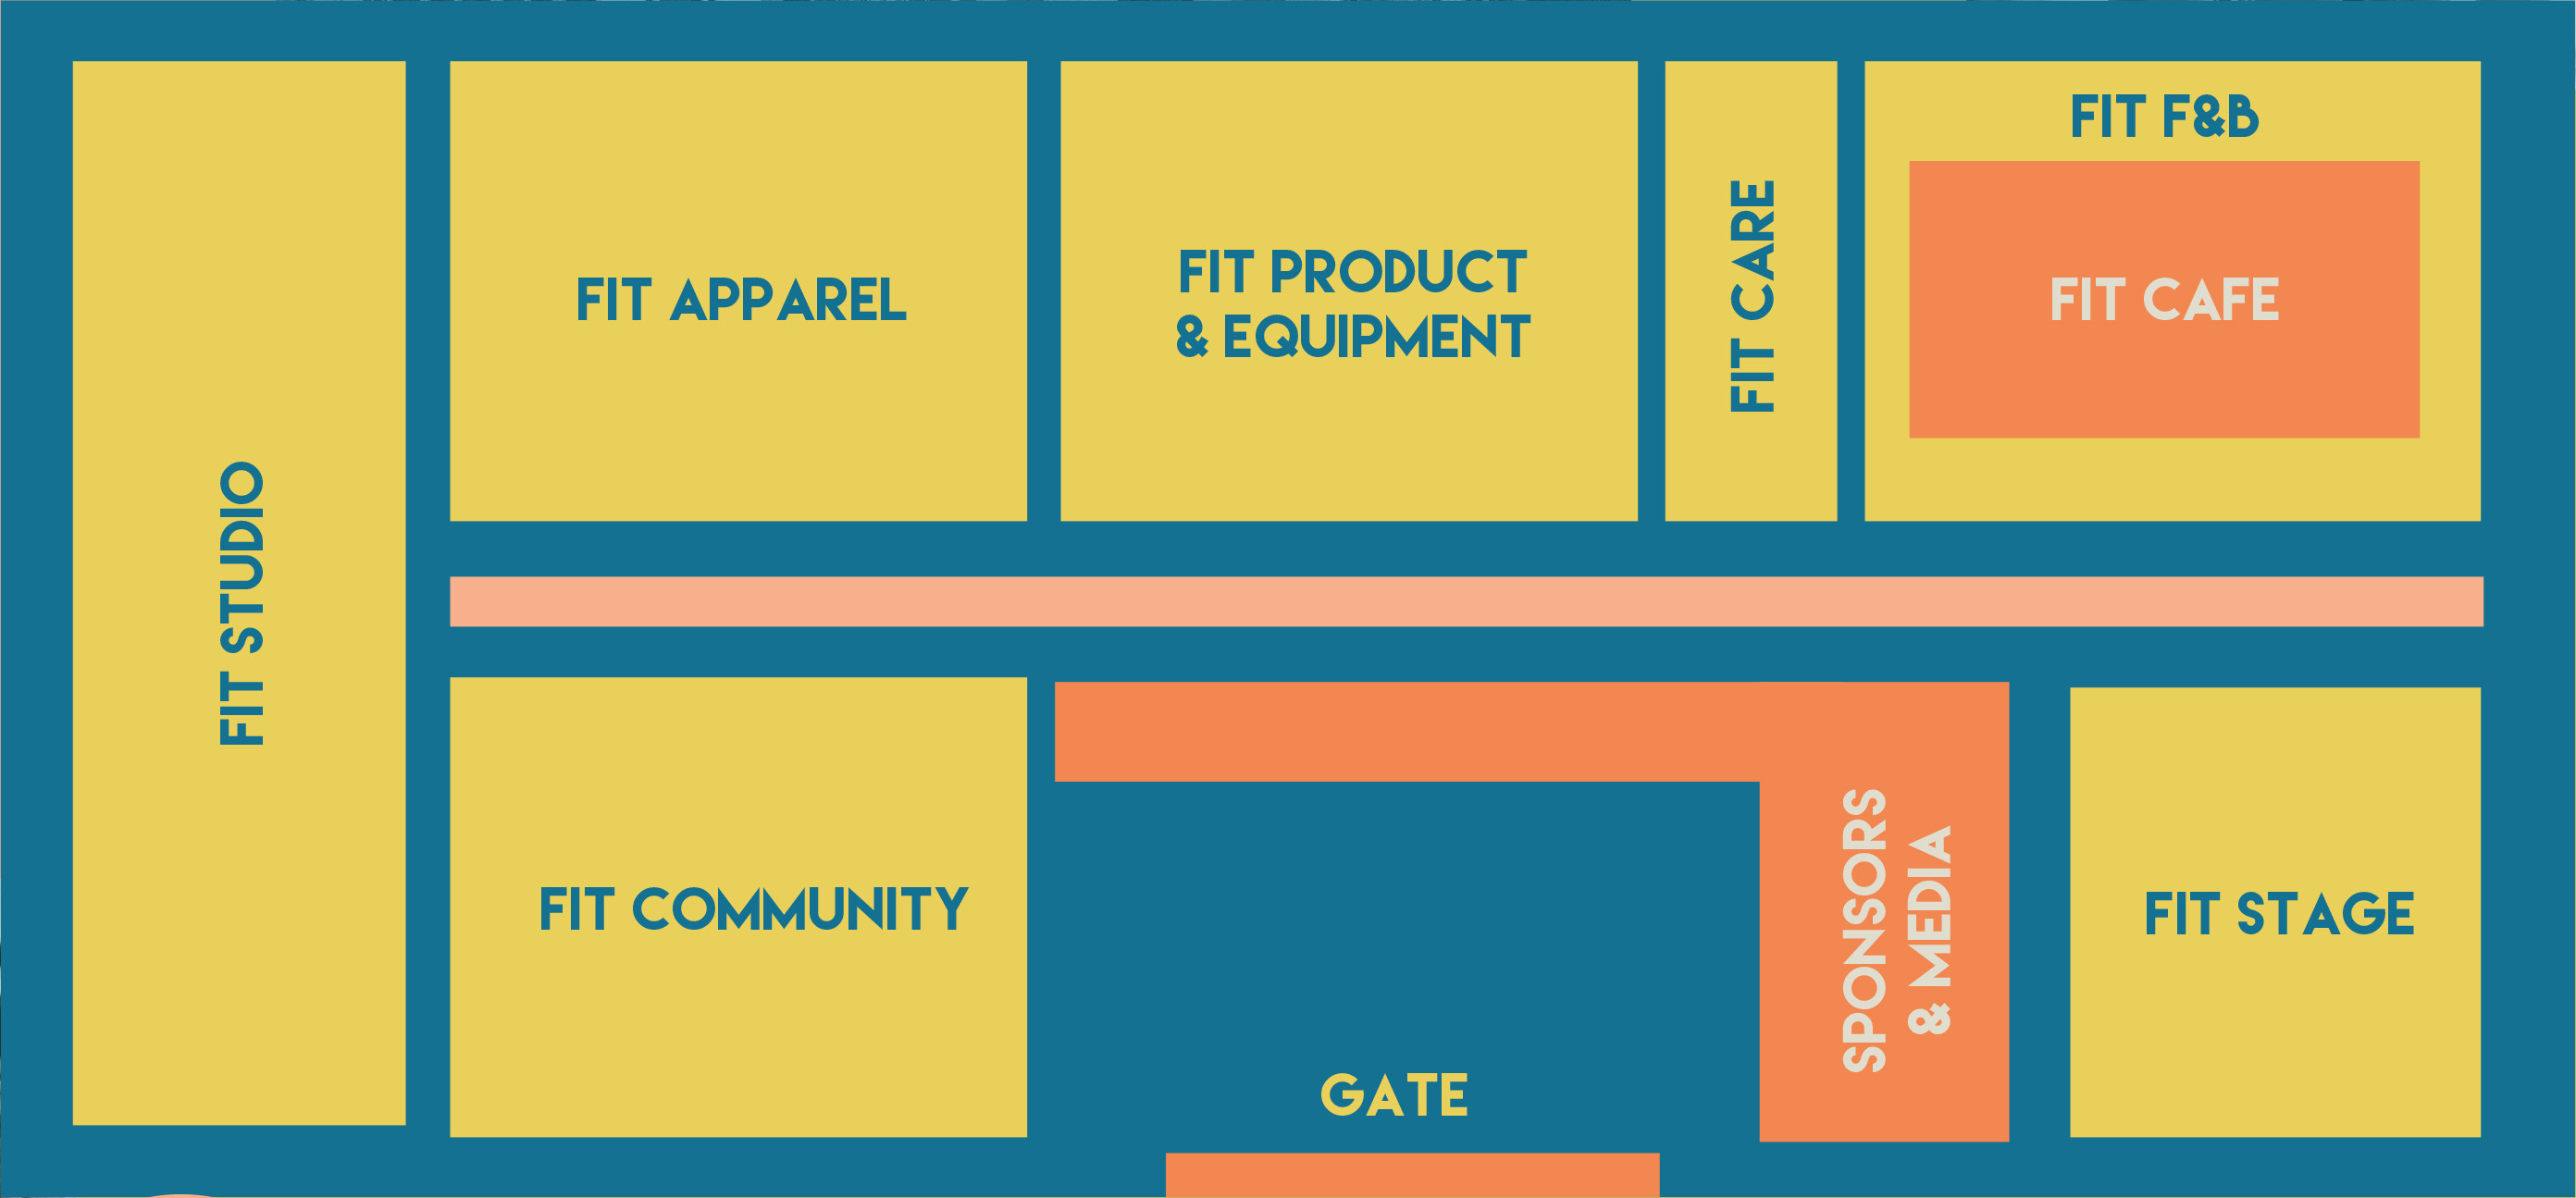 FIT STUDIO
FIT APPAREL
FIT PRODUCT
& EQUIPMENT
FIT CARE
FIT F&B
FIT CAFE
FIT COMMUNITY
GATE
SPONSORS
& MEDIA
FIT STAGE